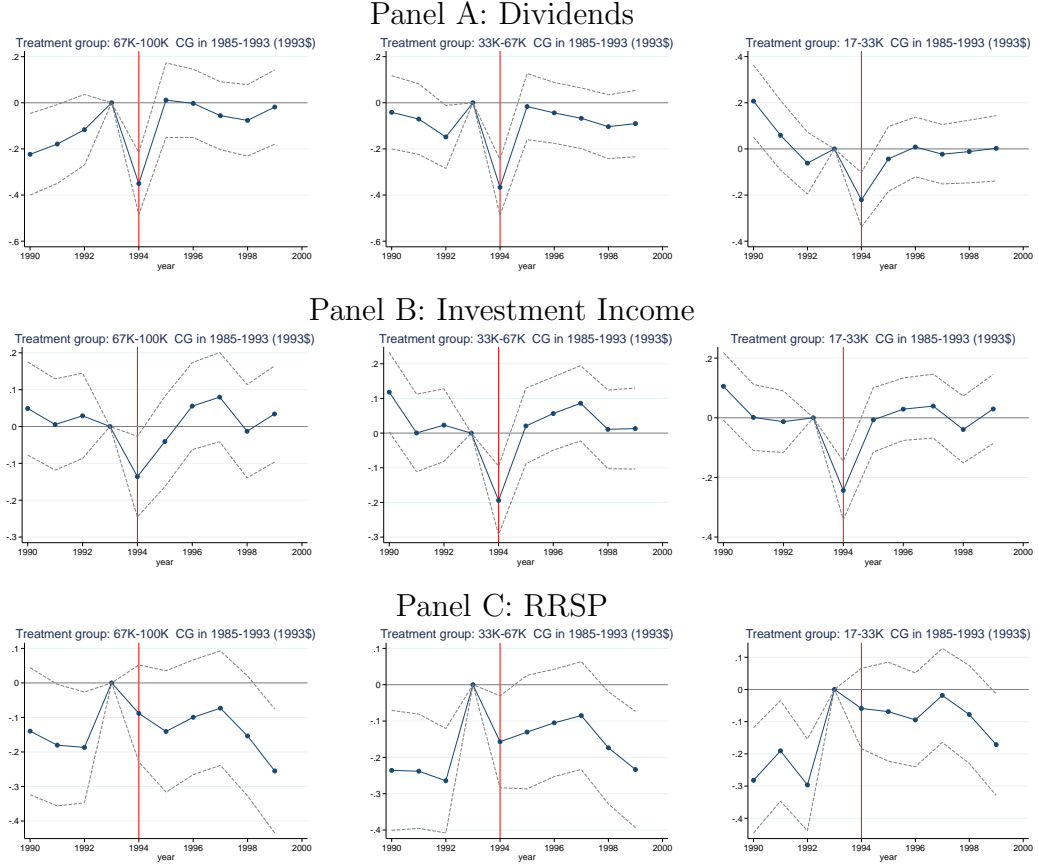 Panel A: Dividends
Treatment group: 67K-100K CG in 1985-1993 (1993$)
.2
0
-.2
-.4
-.6
1990 1992 1994 1996 1998 2000
year
Treatment group: 33K-67K CG in 1985-1993 (1993$)
.2
0
-.2
-.4
-.6
1990 1992 1994 1996 1998 2000
year
Treatment group: 17-33K CG in 1985-1993 (1993$)
.4
.2
0
-.2
-.4
1990 1992 1994 1996 1998 2000
year
Panel B: Investment Income
Treatment group: 67K-100K CG in 1985-1993 (1993$)
.2
.1
0
-.1
-.2
-.3
1990 1992 1994 1996 1998 2000
year
Treatment group: 33K-67K CG in 1985-1993 (1993$)
.2
.1
0
-.1
-.2
-.3
1990 1992 1994 1996 1998 2000
year
Treatment group: 17-33K CG in 1985-1993 (1993$)
.2
0
-.2
-.4
1990 1992 1994 1996 1998 2000
year
Panel C: RRSP
Treatment group: 67K-100K CG in 1985-1993 (1993$)
.1
0
-.1
-.2
-.3
-.4
1990 1992 1994 1996 1998 2000
year
Treatment group: 33K-67K CG in 1985-1993 (1993$)
.1
0
-.1
-.2
-.3
-.4
1990 1992 1994 1996 1998 2000
year
Treatment group: 17-33K CG in 1985-1993 (1993$)
.1
0
-.1
-.2
-.3
-.4
1990 1992 1994 1996 1998 2000
year